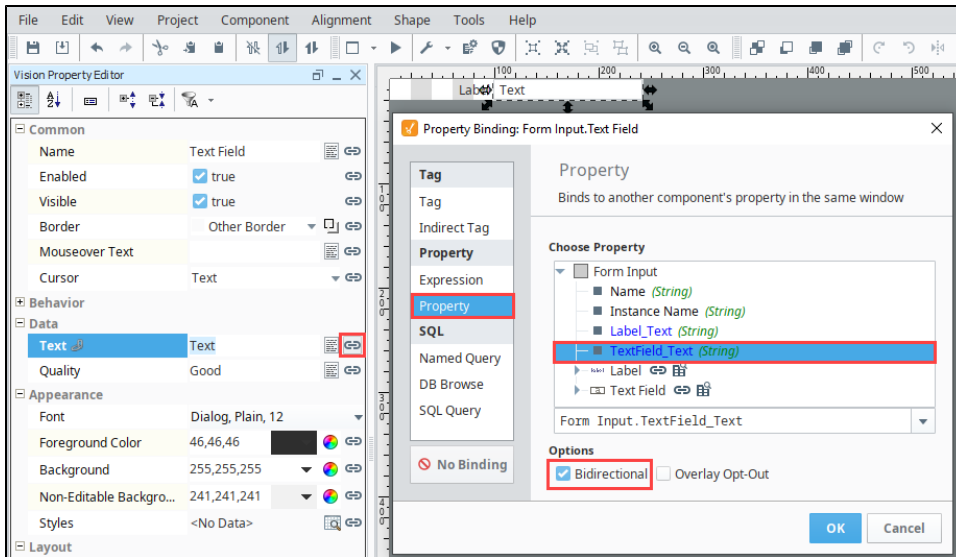 File Edit View Project Component Alignment Shape Tools Help
Vision Property Editor
Common
Name Text Field
Enabled true
Visible true
Border Other Border
Mouseover Text
Cursor Text
Behavior
Data
Text Text
Quality Good
Appearance
Font Dialog, Plain, 12
Foreground Color 46,46,46
Background 255,255,255
Non-Editable Backgro... 241,241,241
Styles <No Data>
Layout
100 200 300 400 500
Text
100
200
300
400
Property Binding: Form Input.Text Field
Tag
Tag
Indirect Tag
Property
Expression
Property
SQL
Named Query
DB Browse
SQL Query
No Binding
Property
Binds to another component's property in the same window
Choose Property
Form Input
Name (String)
Instance Name (String)
Label_Text (String)
TextField_Text (String)
Label Label
Text Field
Form Input.TextField_Text
Options
Bidirectional Overlay Opt-Out
OK Cancel